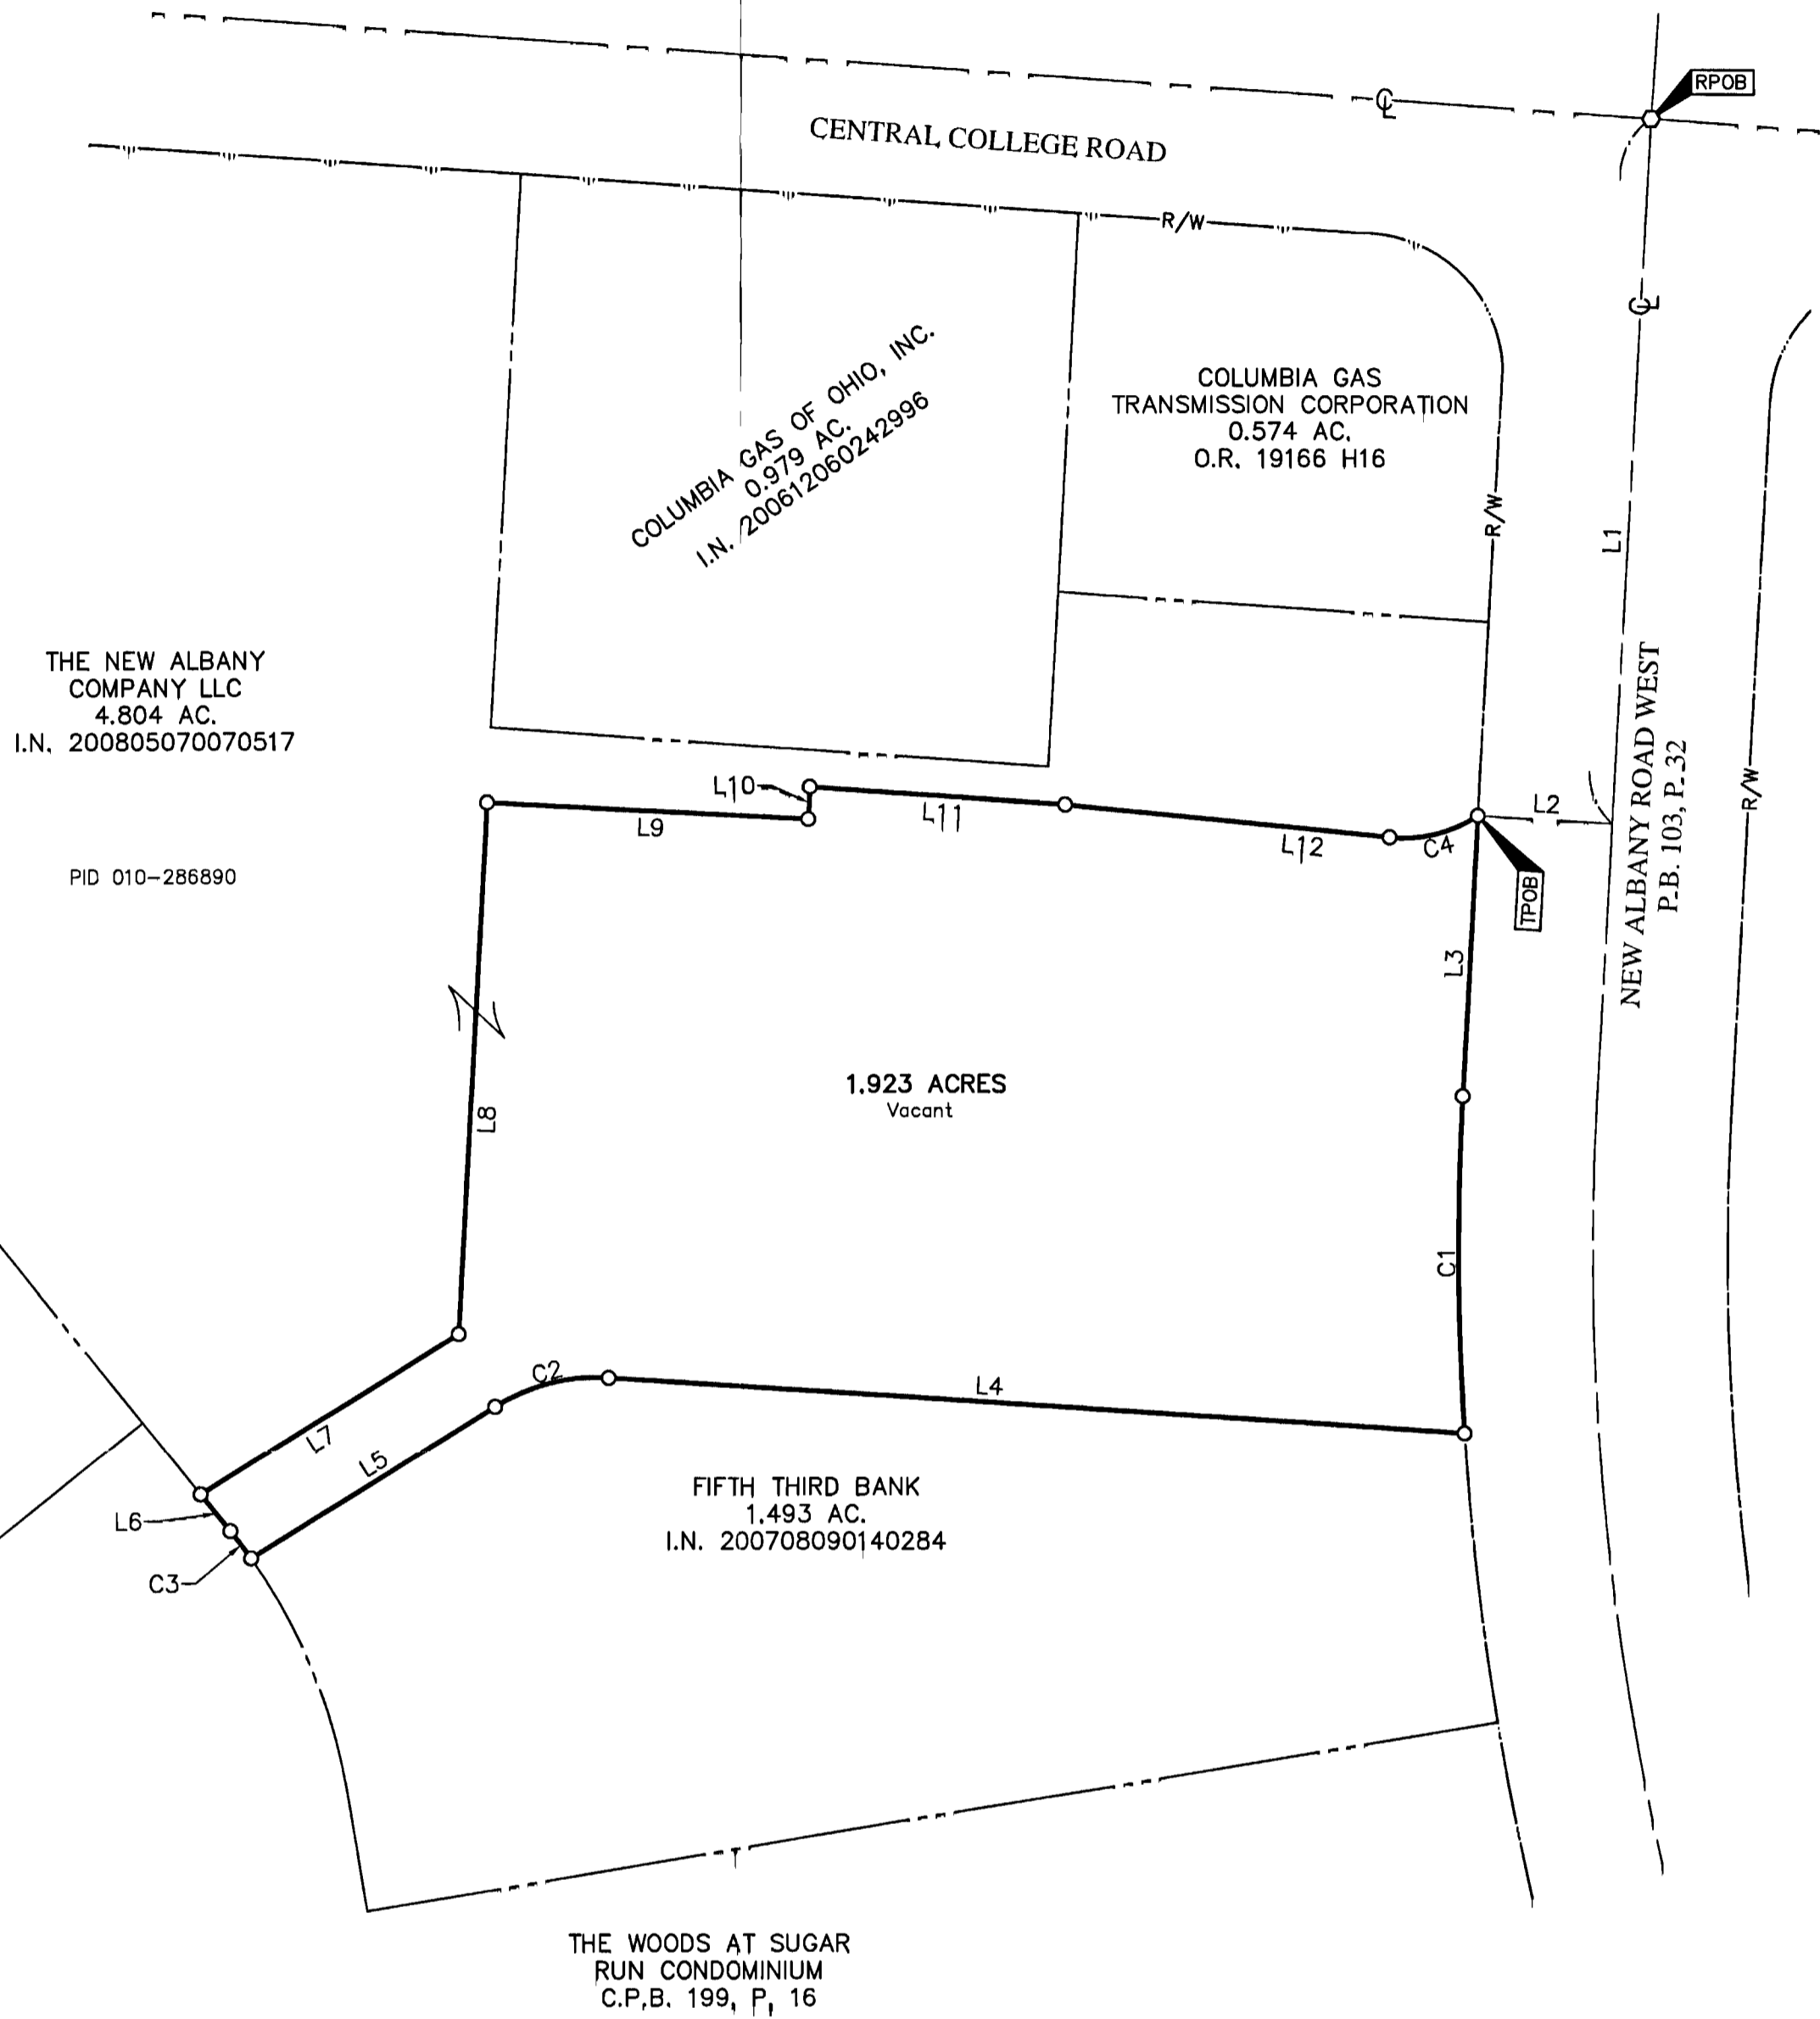 RPOB
CENTRAL COLLEGE ROAD
R/W
COLUMBIA GAS OF OHIO, INC.
0.979 AC.
I.N. 200612060242996
COLUMBIA GAS
TRANSMISSION CORPORATION
0.574 AC.
O.R. 19166 H16
R/W
L1
THE NEW ALBANY
COMPANY LLC
4.804 AC.
I.N. 200805070070517
NEW ALBANY ROAD WEST
P.B. 103, P. 32
R/W
L10
L11
L2
L9
L12
C4
PID 010-286890
TPOB
L3
1.923 ACRES
Vacant
L8
C1
C2
L4
L7
L5
L6
C3
FIFTH THIRD BANK
1.493 AC.
I.N. 200708090140284
THE WOODS AT SUGAR
RUN CONDOMINIUM
C.P.B. 199, P. 16